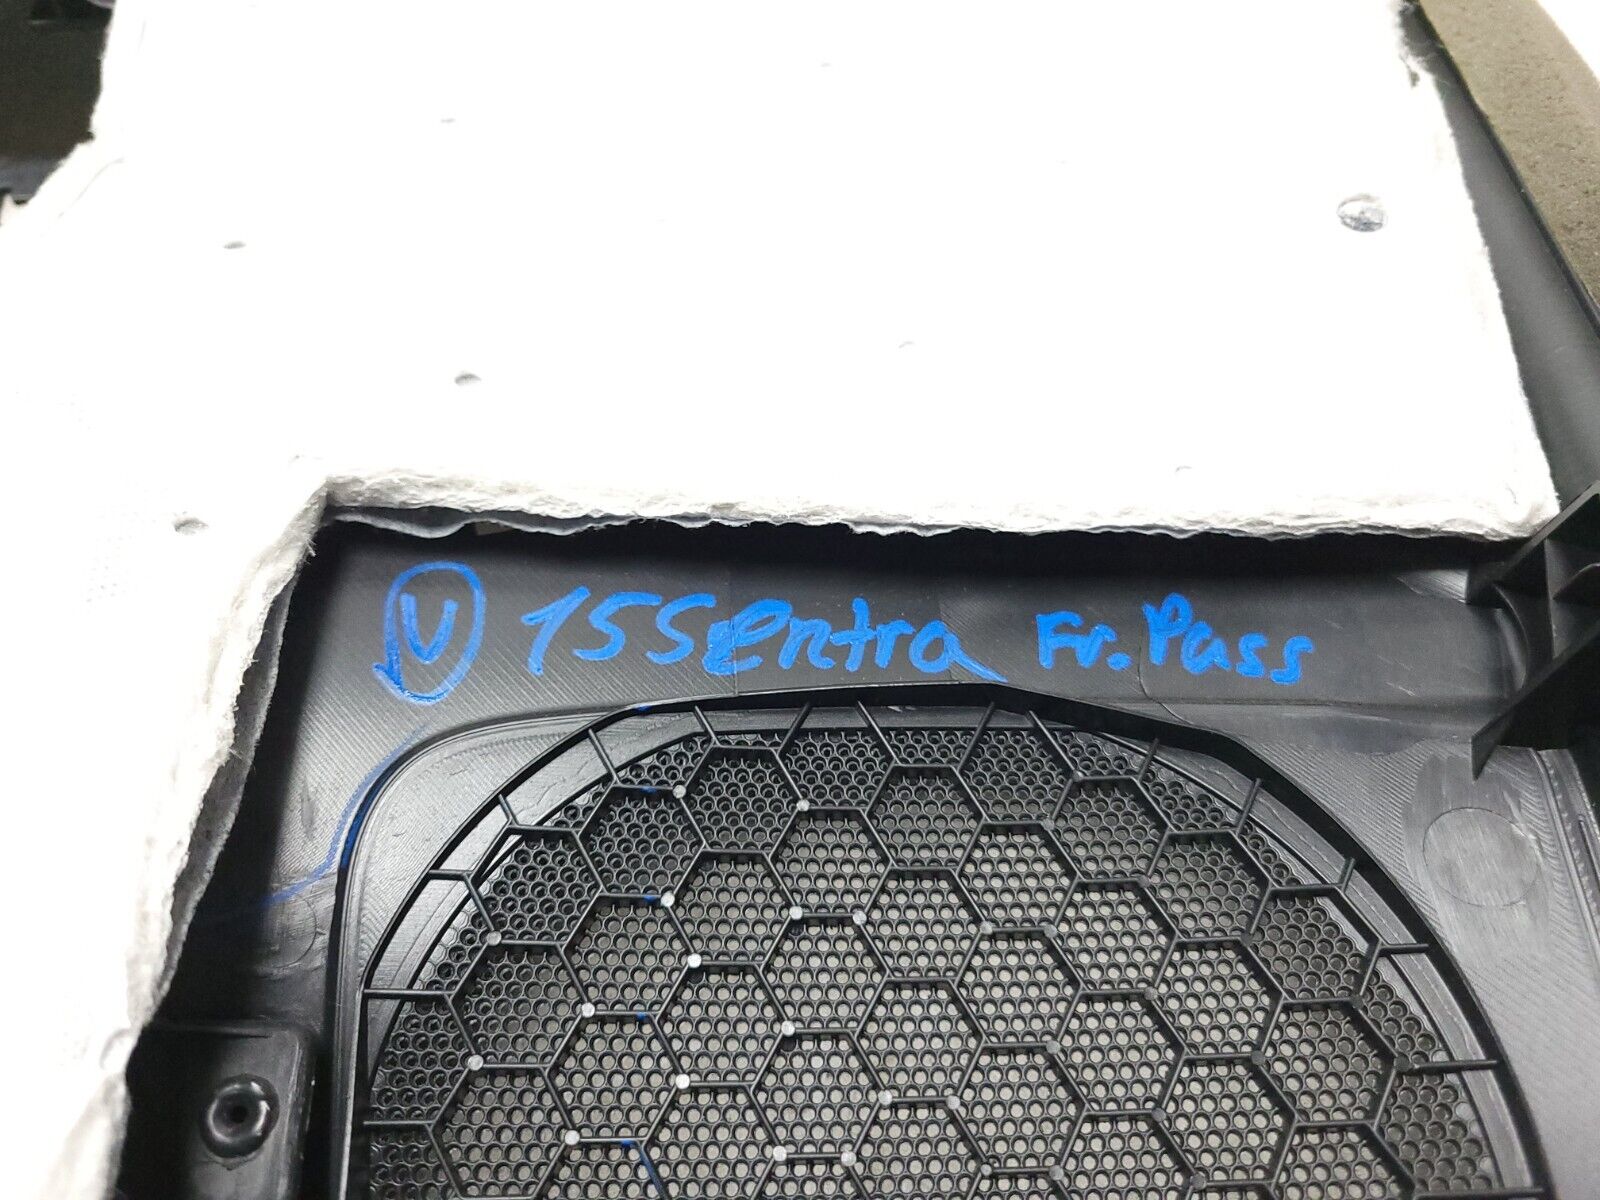 U 15 Sentra Fr. Pass